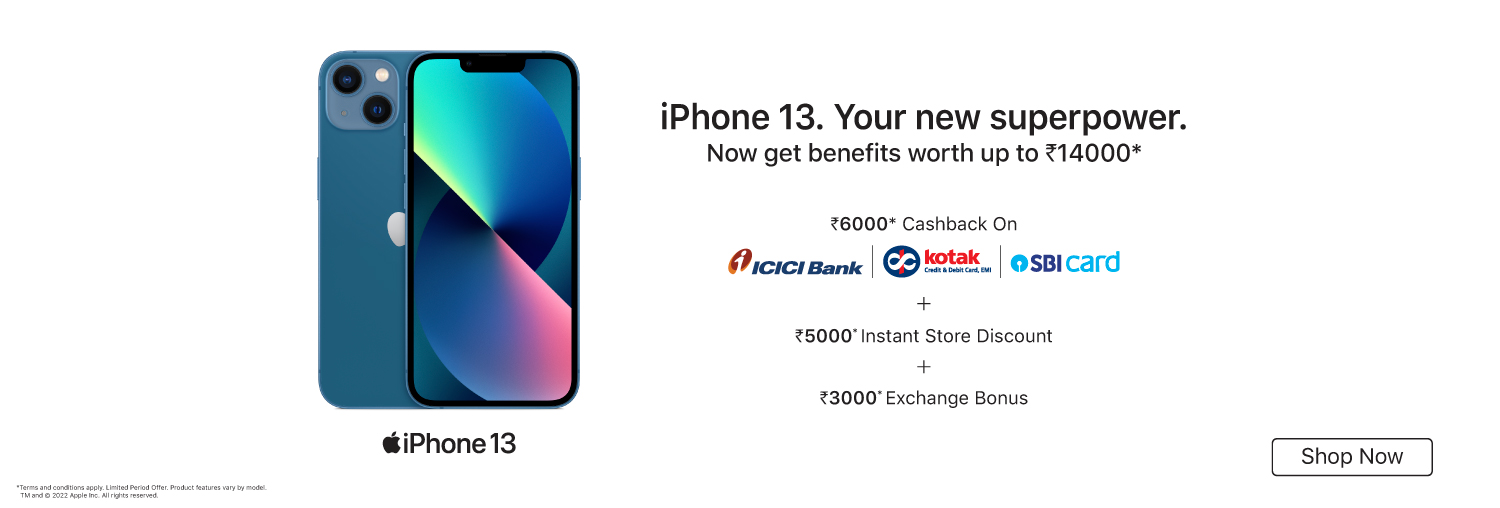 iPhone 13. Your new superpower.
Now get benefits worth up to ₹14000*
₹6000* Cashback On
ICICI Bank
kotak
Credit & Debit Card, EMI
SBI card
+
₹5000* Instant Store Discount
+
₹3000* Exchange Bonus
iPhone 13
Shop Now
*Terms and conditions apply. Limited Period Offer. Product features vary by model.
TM and © 2022 Apple Inc. All rights reserved.